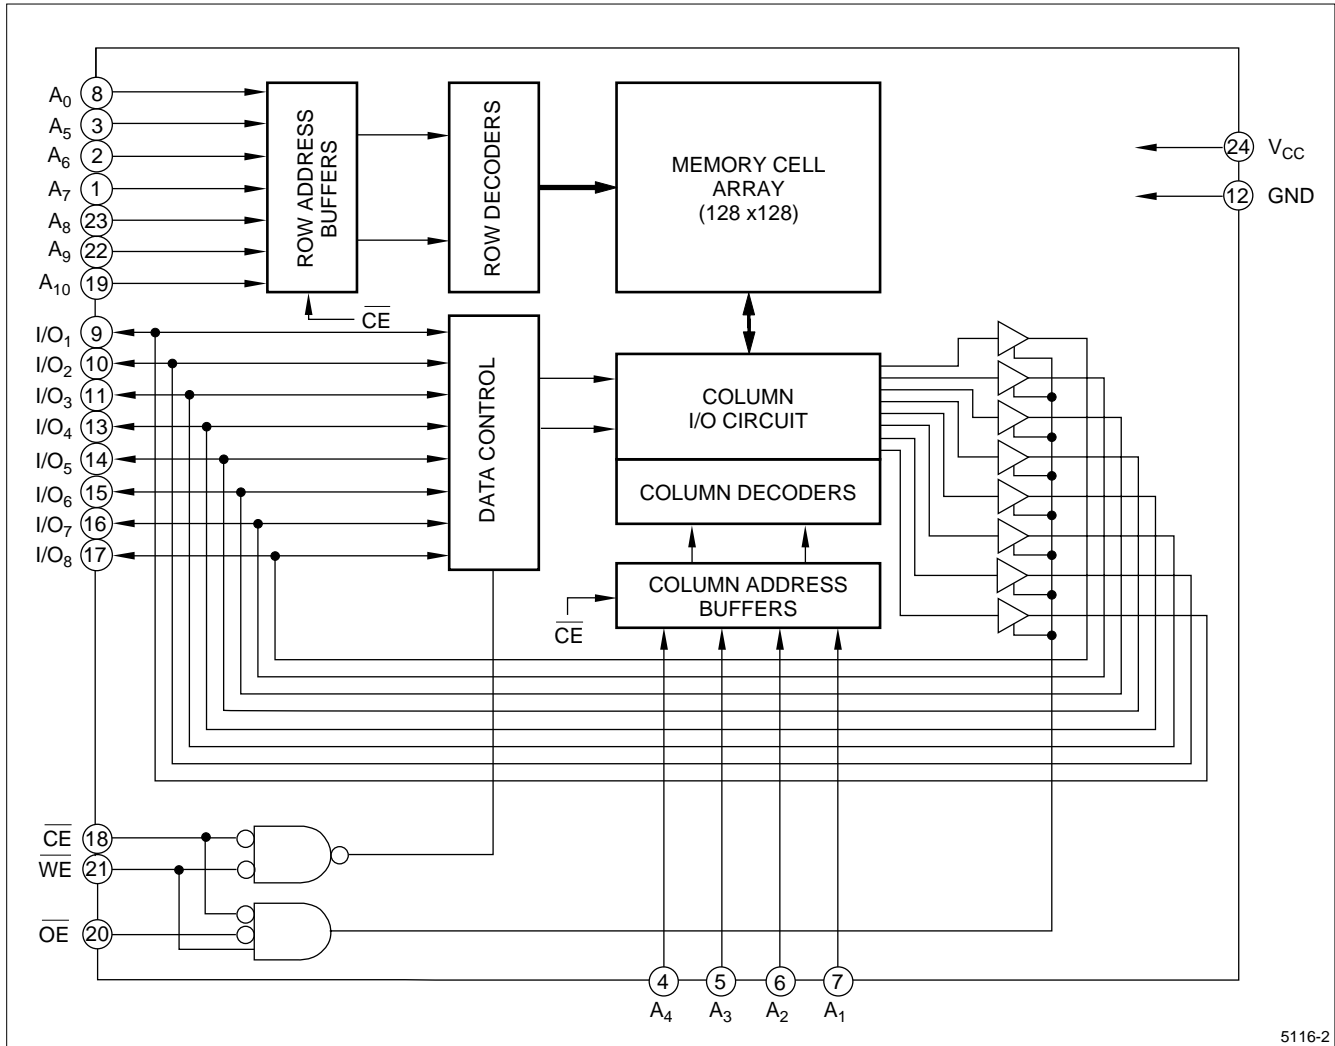 A0 8
A5 3
A6 2
A7 1
A8 23
A9 22
A10 19
ROW ADDRESS
BUFFERS
CE
ROW DECODERS
MEMORY CELL
ARRAY
(128 x128)
24 VCC
12 GND
I/O1 9
I/O2 10
I/O3 11
I/O4 13
I/O5 14
I/O6 15
I/O7 16
I/O8 17
DATA CONTROL
COLUMN
I/O CIRCUIT
COLUMN DECODERS
COLUMN ADDRESS
BUFFERS
CE
CE 18
WE 21
OE 20
4 5 6 7
A4 A3 A2 A1
5116-2